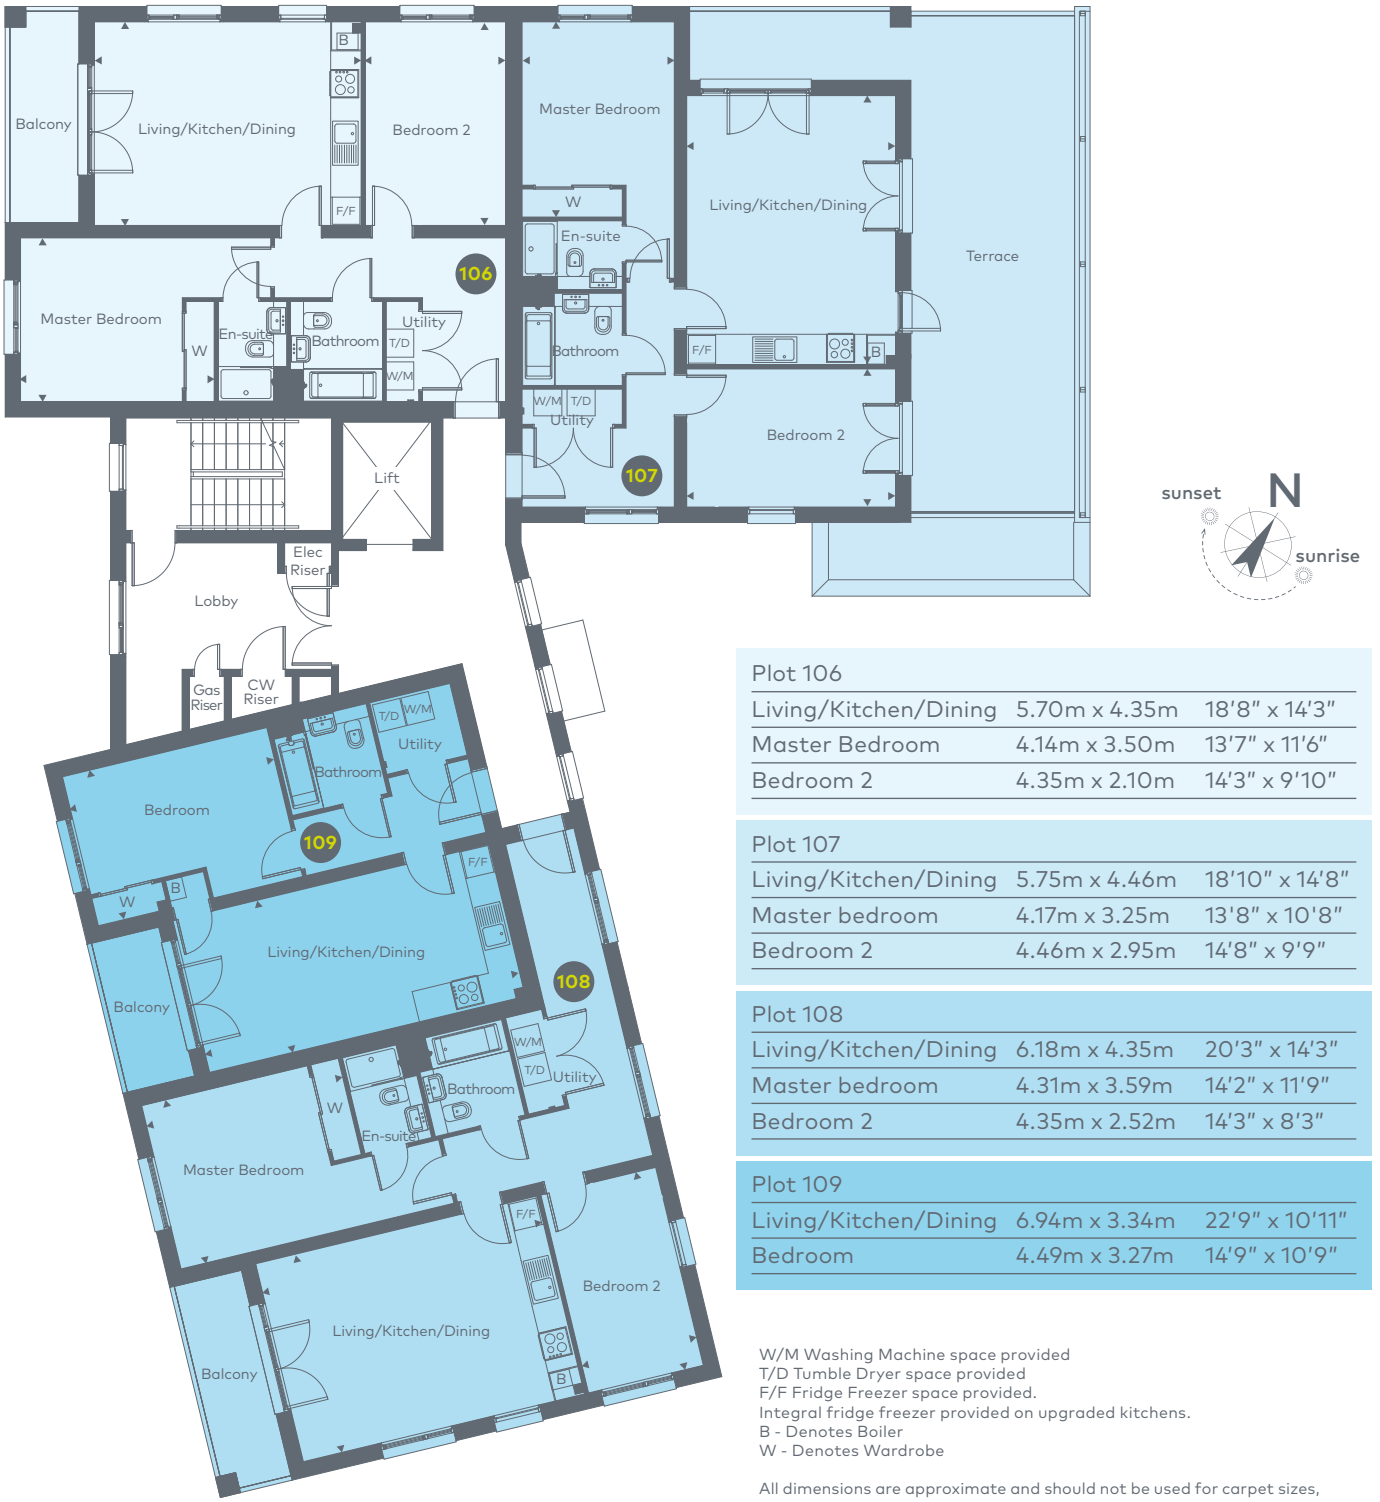 B
Balcony
Living/Kitchen/Dining
Bedroom 2
F/F
106
Master Bedroom
W
En-suite
Bathroom
Utility
T/D
W/M
Master Bedroom
W
En-suite
Bathroom
W/M T/D
Utility
107
Living/Kitchen/Dining
F/F
B
Bedroom 2
Terrace
Lift
Elec
Riser
Lobby
Gas
Riser
CW
Riser
N
sunset
sunrise
T/D W/M
Utility
Bathroom
Bedroom
109
F/F
B
W
Living/Kitchen/Dining
Balcony
108
W/M
T/D
Utility
Bathroom
W
En-suite
Master Bedroom
F/F
Bedroom 2
Living/Kitchen/Dining
Balcony
B
Plot 106
Living/Kitchen/Dining 5.70m x 4.35m 18’8” x 14’3”
Master Bedroom 4.14m x 3.50m 13’7” x 11’6”
Bedroom 2 4.35m x 2.10m 14’3” x 9’10”
Plot 107
Living/Kitchen/Dining 5.75m x 4.46m 18’10” x 14’8”
Master bedroom 4.17m x 3.25m 13’8” x 10'8”
Bedroom 2 4.46m x 2.95m 14’8” x 9’9”
Plot 108
Living/Kitchen/Dining 6.18m x 4.35m 20’3” x 14’3”
Master bedroom 4.31m x 3.59m 14’2” x 11’9”
Bedroom 2 4.35m x 2.52m 14’3” x 8’3”
Plot 109
Living/Kitchen/Dining 6.94m x 3.34m 22’9” x 10’11”
Bedroom 4.49m x 3.27m 14’9” x 10’9”
W/M Washing Machine space provided
T/D Tumble Dryer space provided
F/F Fridge Freezer space provided.
Integral fridge freezer provided on upgraded kitchens.
B - Denotes Boiler
W - Denotes Wardrobe
All dimensions are approximate and should not be used for carpet sizes,